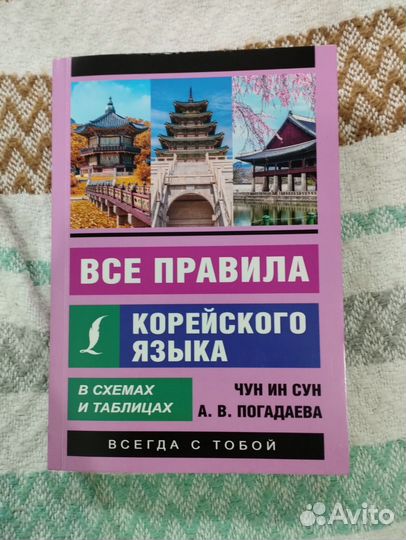 ВСЕ ПРАВИЛА
КОРЕЙСКОГО
ЯЗЫКА
В СХЕМАХ
И ТАБЛИЦАХ
ЧУН ИН СУН
А. В. ПОГАДАЕВА
ВСЕГДА С ТОБОЙ
Avito